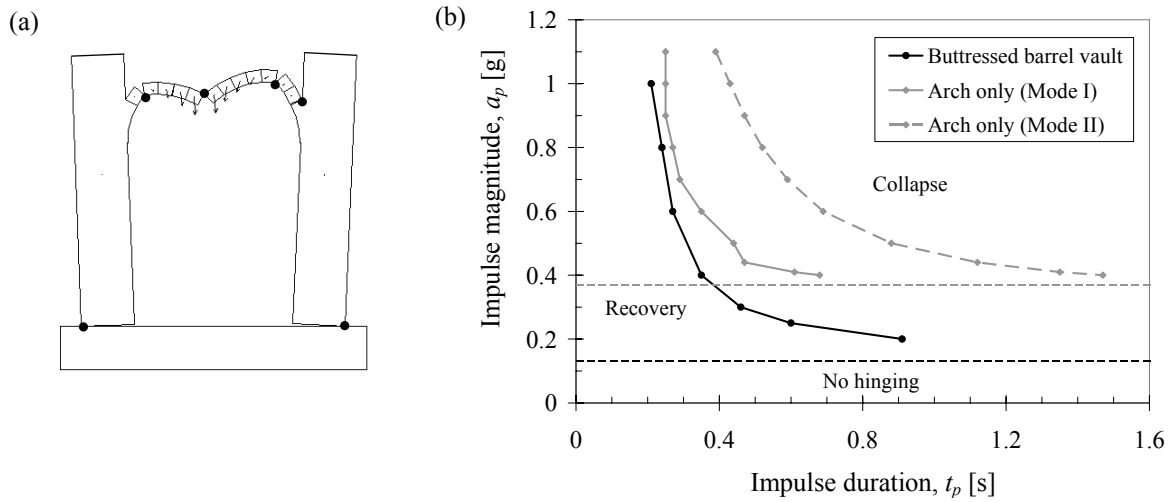 (a)
(b)
Impulse magnitude, a_p [g]
1.2
1
0.8
0.6
0.4
0.2
0
Buttressed barrel vault
Arch only (Mode I)
Arch only (Mode II)
Collapse
Recovery
No hinging
0
0.4
0.8
1.2
1.6
Impulse duration, t_p [s]